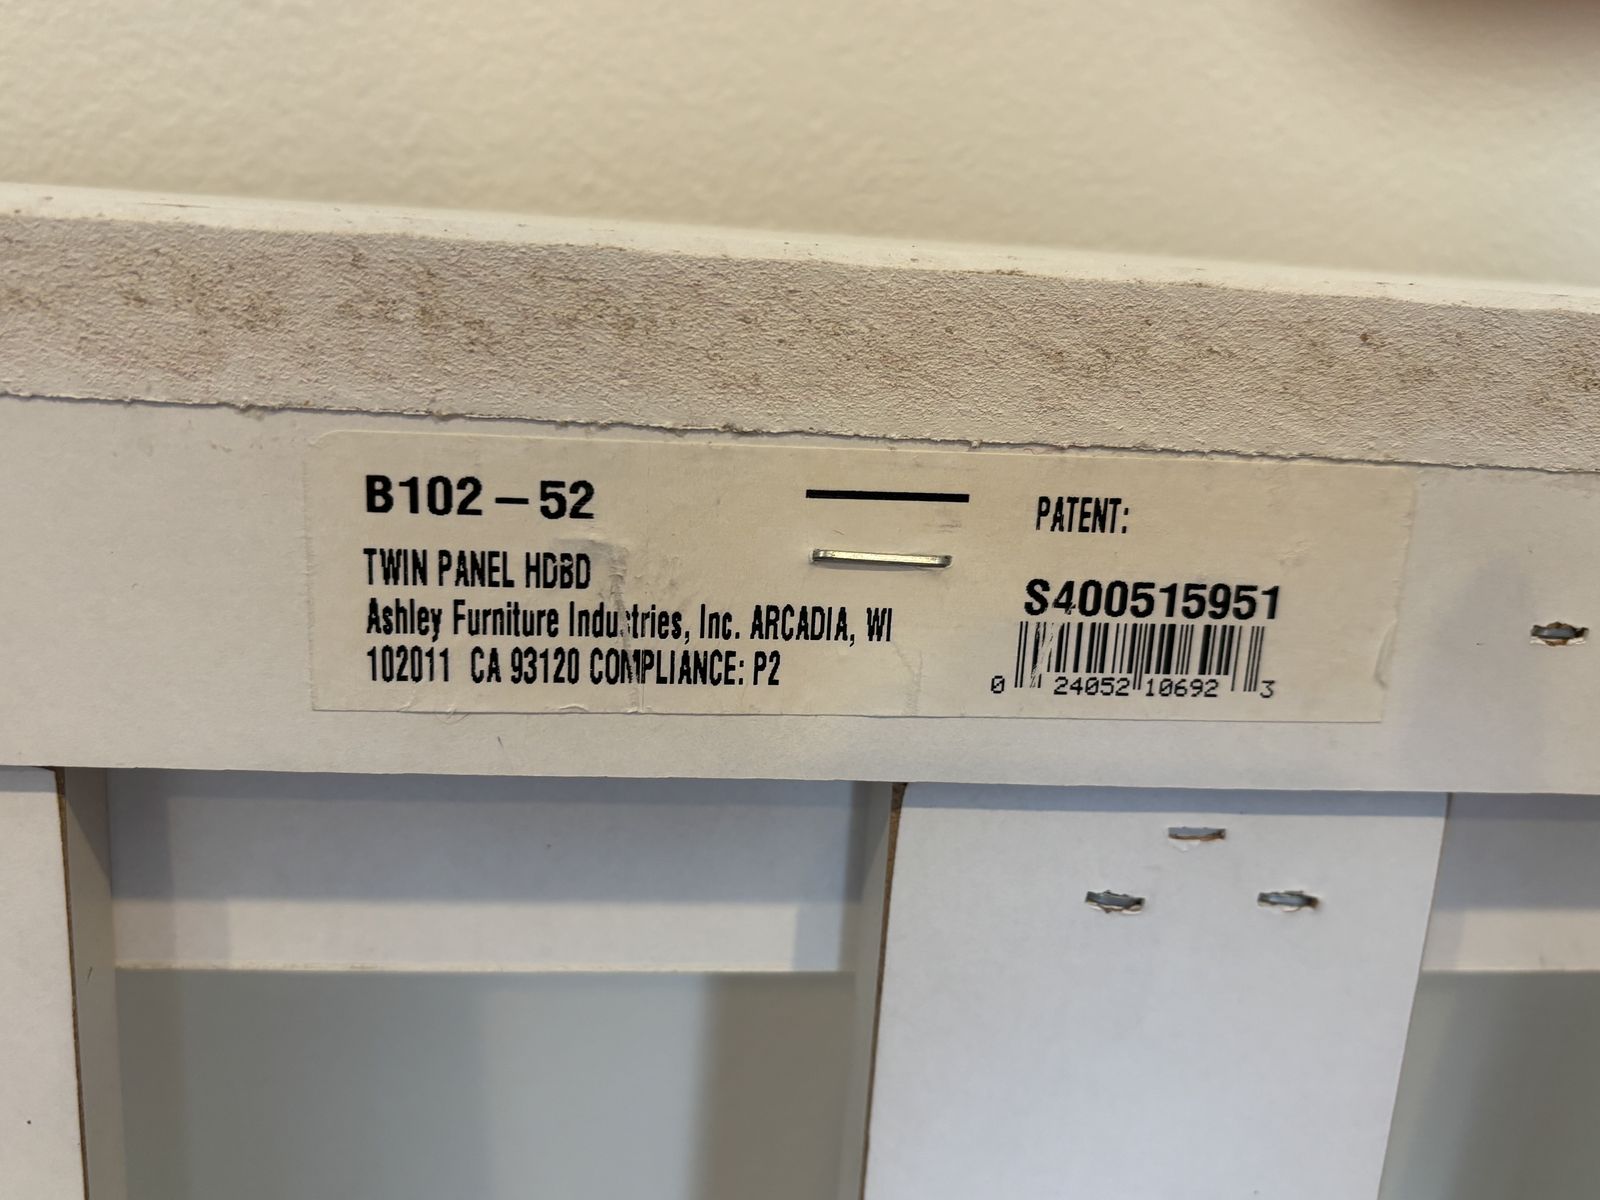 B102-52
TWIN PANEL HDBD
Ashley Furniture Industries, Inc. ARCADIA, WI
102011 CA 93120 COMPLIANCE: P2
PATENT:
S400515951
0 24052 10692 3